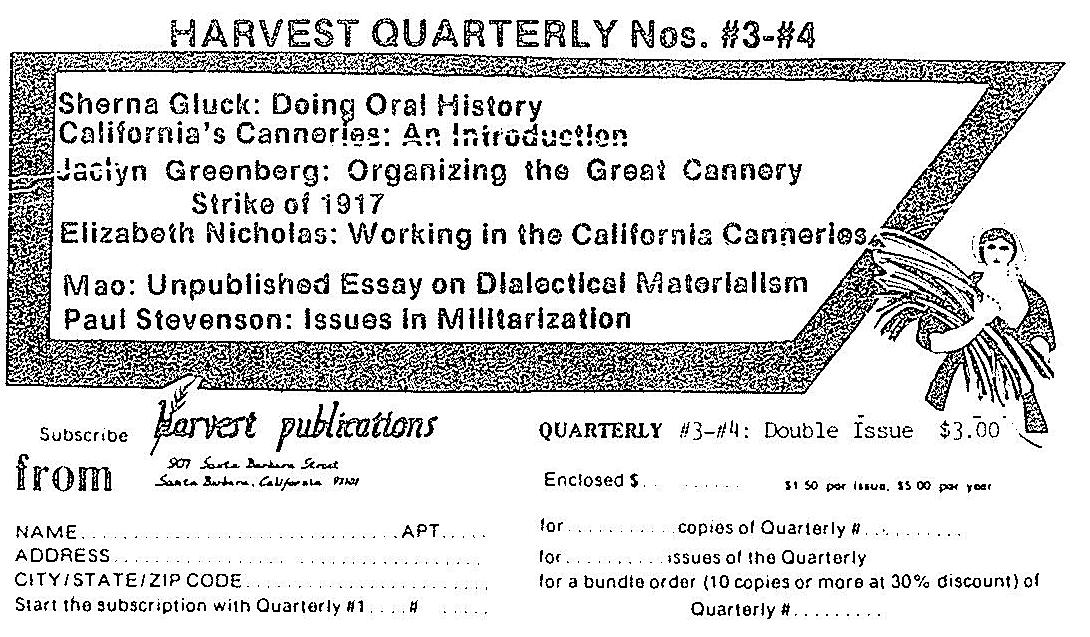 HARVEST QUARTERLY Nos. #3-#4
Sherna Gluck: Doing Oral History
California's Canneries: An Introduction
Jaclyn Greenberg: Organizing the Great Cannery
Strike of 1917
Elizabeth Nicholas: Working in the California Canneries
Mao: Unpublished Essay on Dialectical Materialism
Paul Stevenson: Issues in Militarization
Subscribe
from
Harvest publications
907 Santa Barbara Street
Santa Barbara, California 93101
NAME..............................APT.....
ADDRESS...................................
CITY/STATE/ZIP CODE.......................
Start the subscription with Quarterly #1....# .....
QUARTERLY #3-#4: Double Issue $3.00
Enclosed $.. ........ $1.50 per issue, $5.00 per year
for..........copies of Quarterly #..........
for..........issues of the Quarterly
for a bundle order (10 copies or more at 30% discount) of
Quarterly #.........